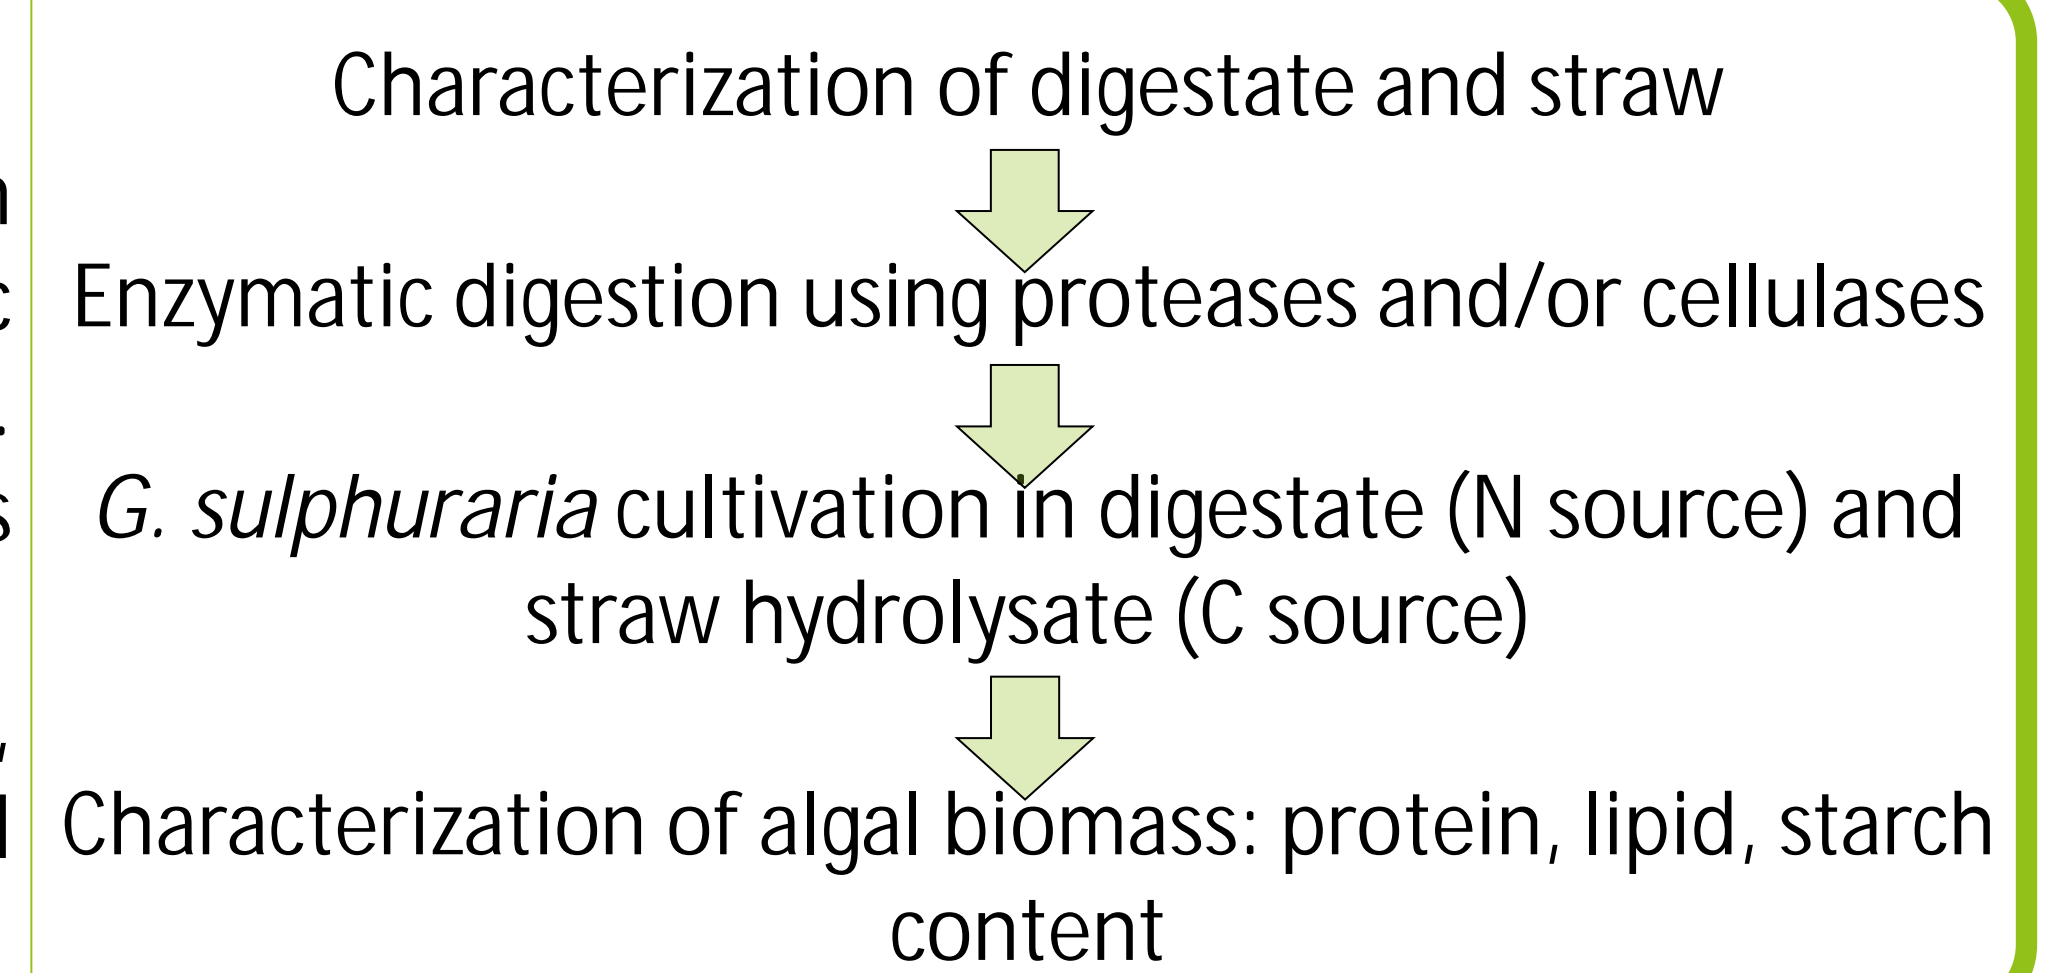 Characterization of digestate and straw
Enzymatic digestion using proteases and/or cellulases
G. sulphuraria cultivation in digestate (N source) and
straw hydrolysate (C source)
Characterization of algal biomass: protein, lipid, starch
content